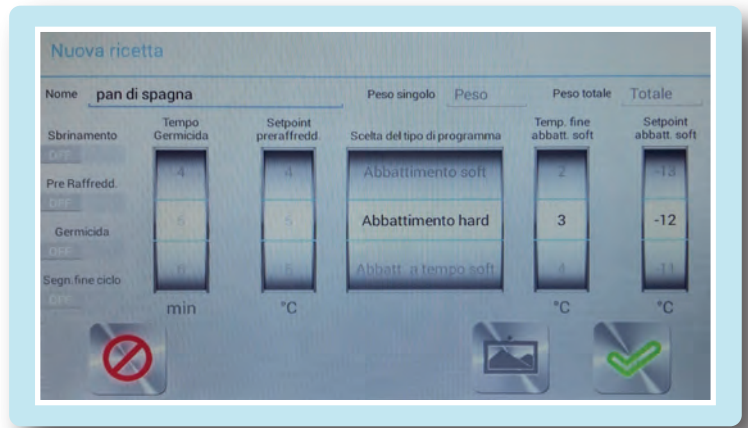 Nuova ricetta
Nome pan di spagna Peso singolo Peso Peso totale Totale
Sbrinamento
OFF
Pre Raffredd.
OFF
Germicida
OFF
Segn.fine ciclo
OFF
Tempo
Germicida
4
5
6
min
Setpoint
preraffredd.
4
5
6
°C
Scelta del tipo di programma
Abbattimento soft
Abbattimento hard
Abbatt. a tempo soft
Temp. fine
abbatt. soft
2
3
4
°C
Setpoint
abbatt. soft
-13
-12
-11
°C